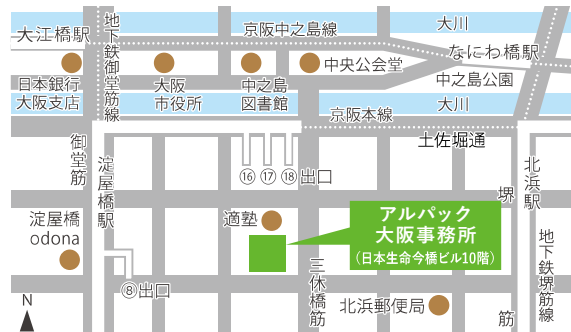 大川
京阪中之島線
大江橋駅
なにわ橋駅
地下鉄御堂筋線
日本銀行
大阪支店
大阪
市役所
中之島
図書館
中央公会堂
中之島公園
大川
京阪本線
土佐堀通
御堂筋
淀屋橋駅
⑯
⑰
⑱出口
北浜駅
堺
筋
地下鉄堺筋線
淀屋橋
odona
適塾
アルパック
大阪事務所
(日本生命今橋ビル10階)
⑧出口
三休橋筋
北浜郵便局
N